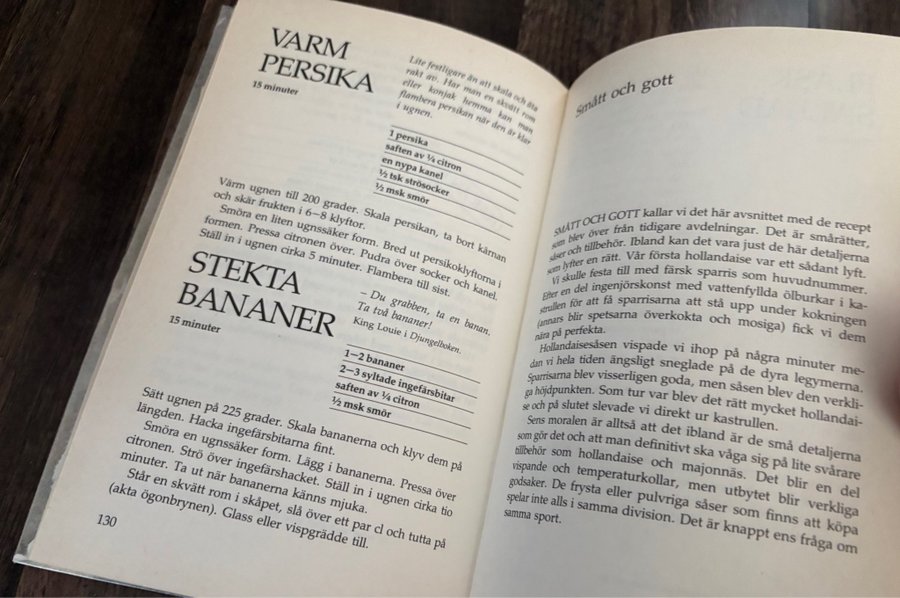 VARM
PERSIKA
15 minuter
Lite festligare än att skala och äta
rakt av. Har man en skvätt rom
eller konjak hemma kan man
flambera persikan när den är klar
i ugnen.
1 persika
saften av ¼ citron
en nypa kanel
½ tsk strösocker
½ msk smör
Värm ugnen till 200 grader. Skala persikan, ta bort kärnan
och skär frukten i 6–8 klyftor.
Smöra en liten ugnssäker form. Bred ut persikoklyftorna i
formen. Pressa citronen över. Pudra över socker och kanel.
Ställ in i ugnen cirka 5 minuter. Flambera till sist.
STEKTA
BANANER
15 minuter
– Du grabben, ta en banan.
Ta två bananer!
King Louie i Djungelboken.
1–2 bananer
2–3 syltade ingefärsbitar
saften av ¼ citron
½ msk smör
Sätt ugnen på 225 grader. Skala bananerna och klyv dem på
längden. Hacka ingefärsbitarna fint.
Smöra en ugnssäker form. Lägg i bananerna. Pressa över
citronen. Strö över ingefärshacket. Ställ in i ugnen cirka tio
minuter. Ta ut när bananerna känns mjuka.
Står en skvätt rom i skåpet, slå över ett par cl och tutta på
(akta ögonbrynen). Glass eller vispgrädde till.
130
Smått och gott
SMÅTT OCH GOTT kallar vi det här avsnittet med de recept
som blev över från tidigare avdelningar. Det är smårätter,
såser och tillbehör. Ibland kan det vara just de här detaljerna
som lyfter en rätt. Vår första hollandaise var ett sådant lyft.
Vi skulle festa till med färsk sparris som huvudnummer.
Efter en del ingenjörskonst med vattenfyllda ölburkar i ka-
strullen för att få sparrisarna att stå upp under kokningen
(annars blir spetsarna överkokta och mosiga) fick vi dem
nära på perfekta.
Hollandaisesåsen vispade vi ihop på några minuter me-
dan vi hela tiden ängsligt sneglade på de dyra legymerna.
Sparrisarna blev visserligen goda, men såsen blev den verkli-
ga höjdpunkten. Som tur var blev det rätt mycket hollandai-
se och på slutet slevade vi direkt ur kastrullen.
Sens moralen är alltså att det ibland är de små detaljerna
som gör det och att man definitivt ska våga sig på lite svårare
tillbehör som hollandaise och majonnäs. Det blir en del
vispande och temperaturkollar, men utbytet blir verkliga
godsaker. De frysta eller pulvriga såser som finns att köpa
spelar inte alls i samma division. Det är knappt ens fråga om
samma sport.